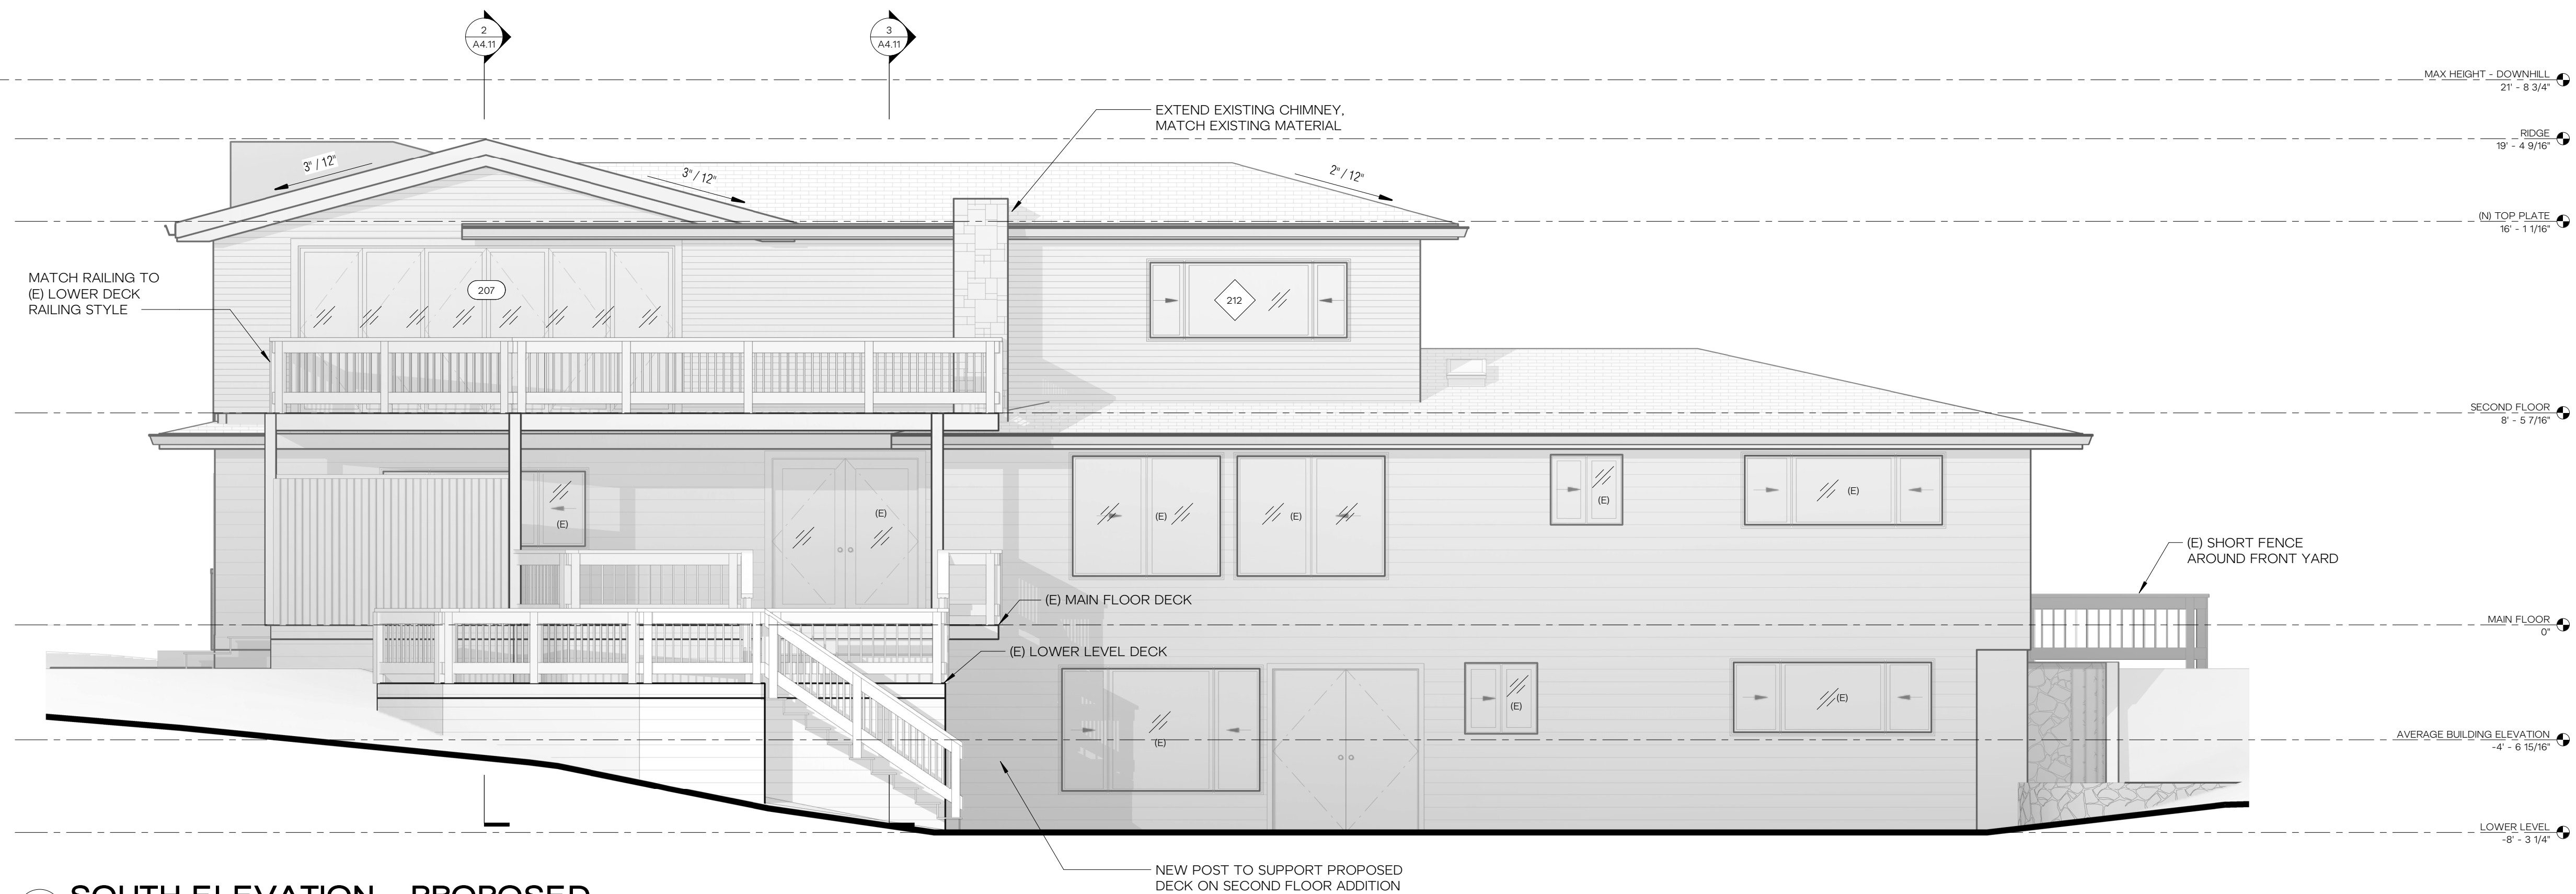 2
A4.11
3
A4.11
MAX HEIGHT - DOWNHILL
21' - 8 3/4"
EXTEND EXISTING CHIMNEY,
MATCH EXISTING MATERIAL
RIDGE
19' - 4 9/16"
3" / 12"
3" / 12"
2" / 12"
(N) TOP PLATE
16' - 1 1/16"
MATCH RAILING TO
(E) LOWER DECK
RAILING STYLE
207
212
SECOND FLOOR
8' - 5 7/16"
(E)
(E)
(E)
(E)
(E)
(E)
(E) SHORT FENCE
AROUND FRONT YARD
(E) MAIN FLOOR DECK
MAIN FLOOR
0"
(E) LOWER LEVEL DECK
(E)
(E)
(E)
AVERAGE BUILDING ELEVATION
-4' - 6 15/16"
LOWER LEVEL
-8' - 3 1/4"
NEW POST TO SUPPORT PROPOSED
DECK ON SECOND FLOOR ADDITION
SOUTH ELEVATION - PROPOSED